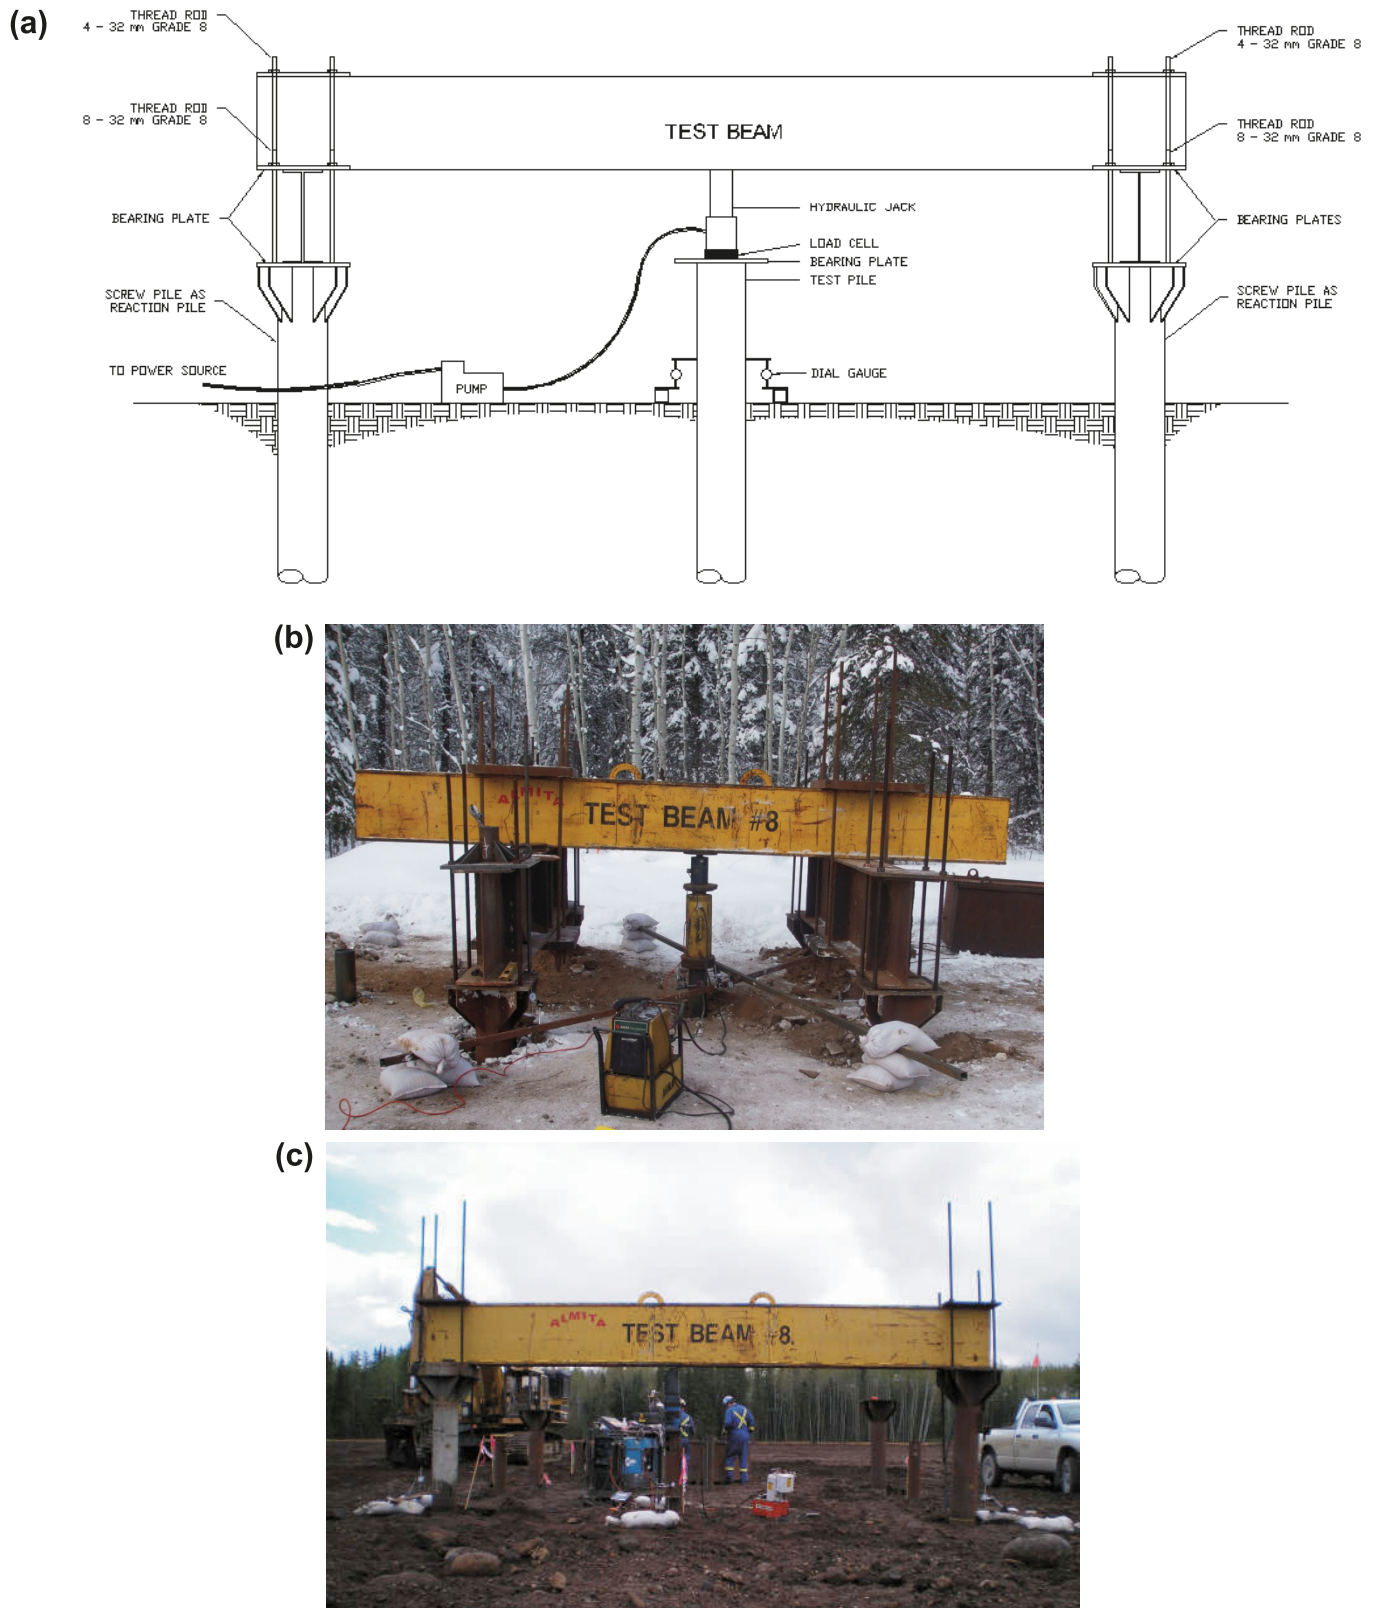 (a)
THREAD ROD
4 - 32 mm GRADE 8
THREAD ROD
8 - 32 mm GRADE 8
BEARING PLATE
SCREW PILE AS
REACTION PILE
TO POWER SOURCE
PUMP
TEST BEAM
HYDRAULIC JACK
LOAD CELL
BEARING PLATE
TEST PILE
DIAL GAUGE
THREAD ROD
4 - 32 mm GRADE 8
THREAD ROD
8 - 32 mm GRADE 8
BEARING PLATES
SCREW PILE AS
REACTION PILE
(b)
ALMITA
TEST BEAM #8
(c)
ALMITA
TEST BEAM #8.